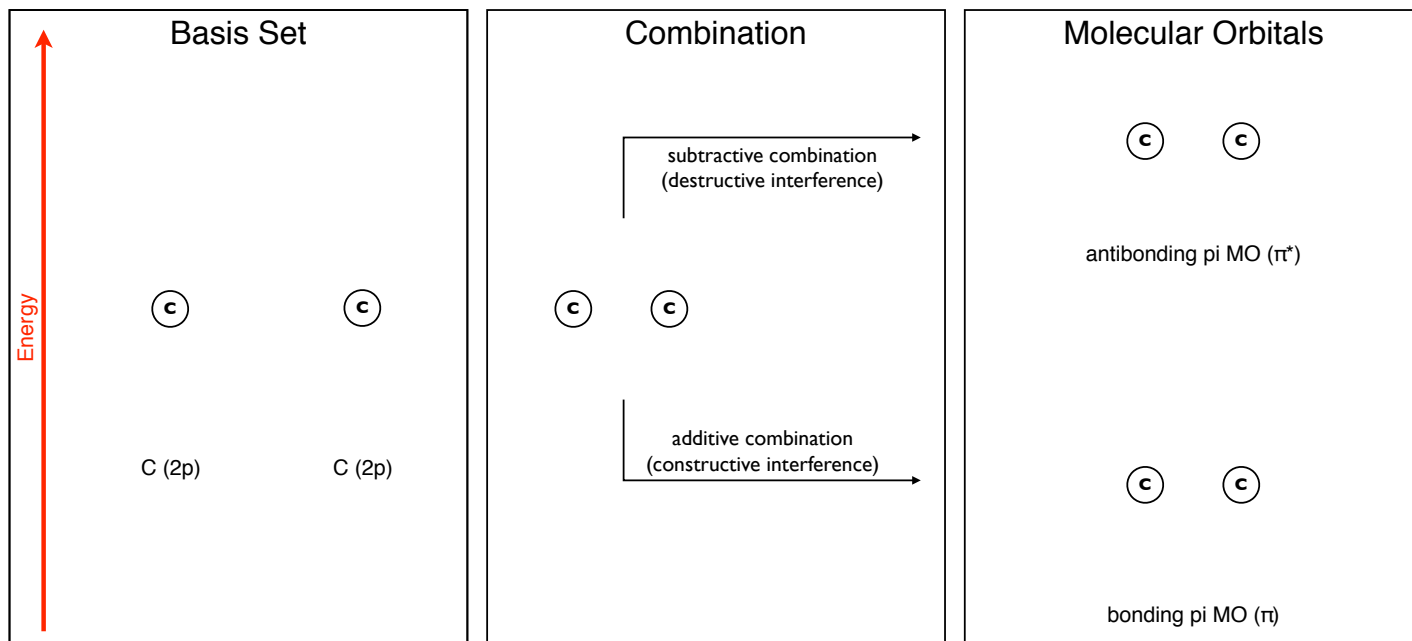 Basis Set
Combination
Molecular Orbitals
Energy
C
C
C (2p)
C (2p)
subtractive combination
(destructive interference)
C
C
additive combination
(constructive interference)
C
C
antibonding pi MO (π*)
C
C
bonding pi MO (π)